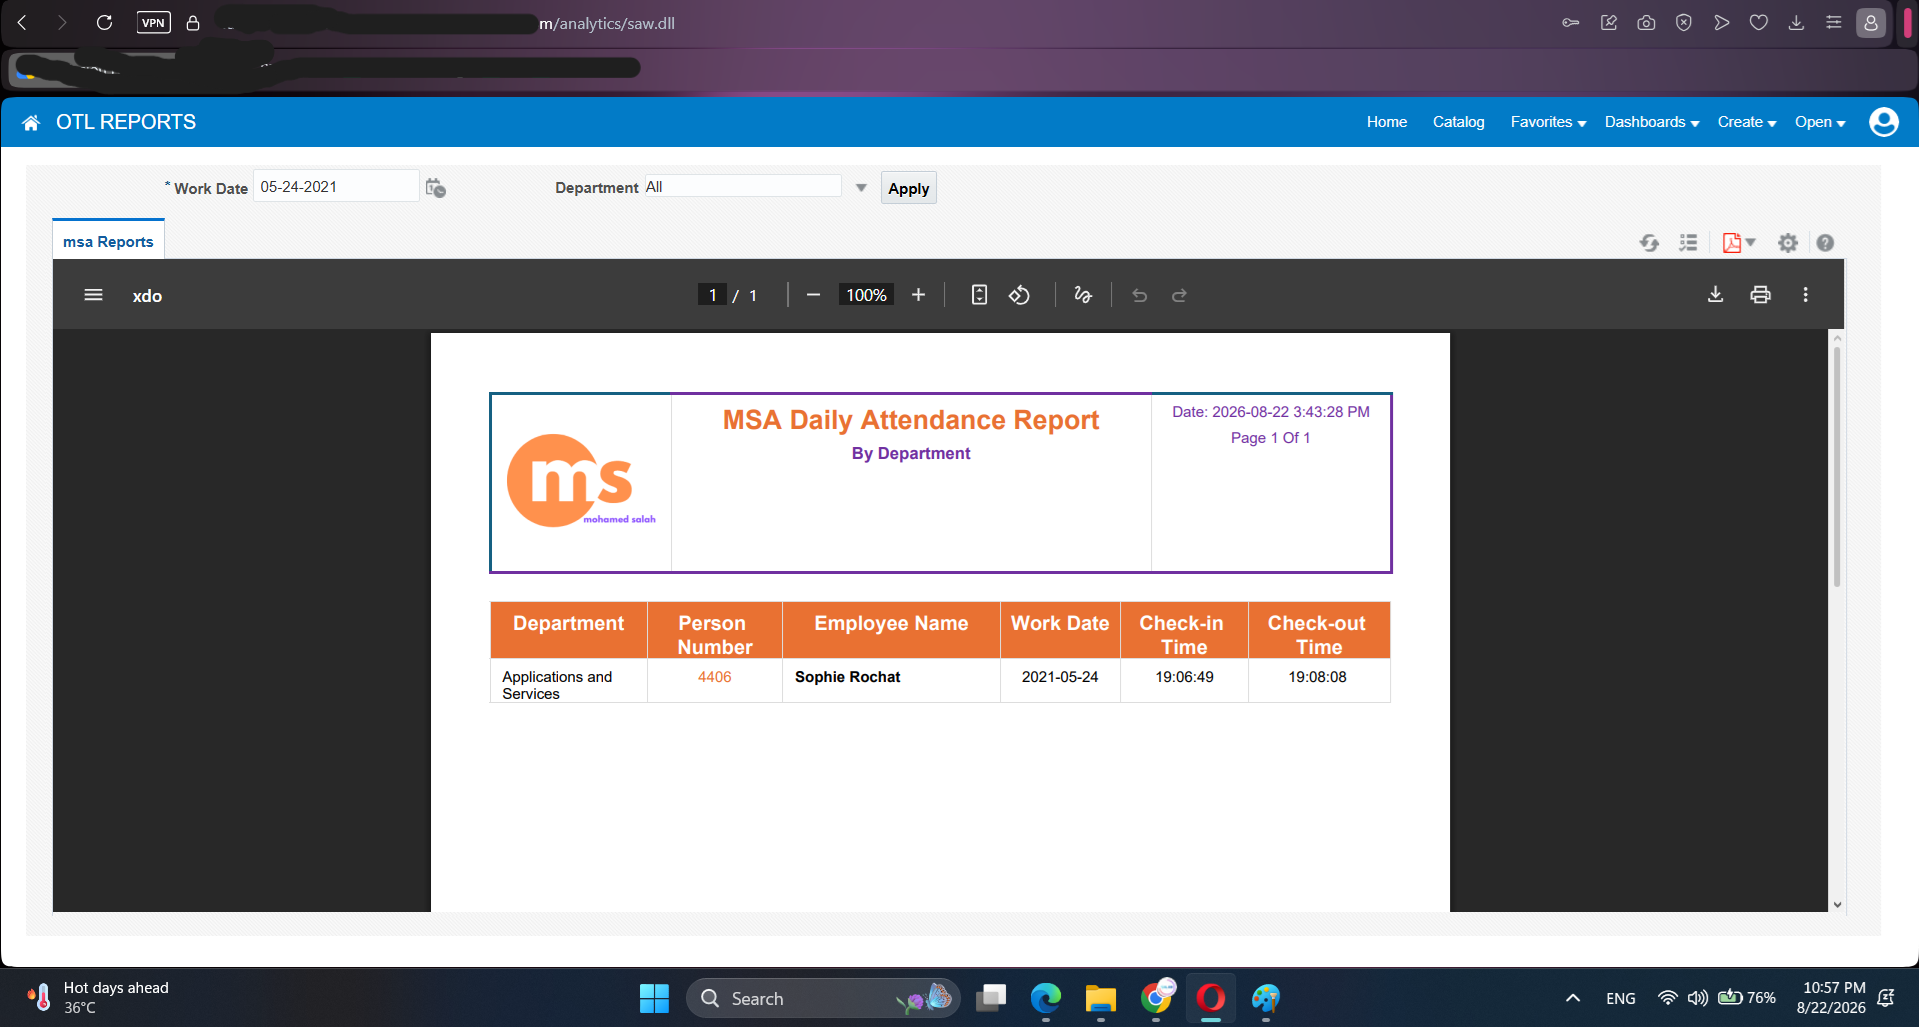 VPN
m/analytics/saw.dll
OTL REPORTS
Home Catalog Favorites Dashboards Create Open
* Work Date 05-24-2021 Department All Apply
msa Reports
xdo
1 / 1 100%
MSA Daily Attendance Report
By Department
Date: 2026-08-22 3:43:28 PM
Page 1 Of 1
ms
mohamed salah
Department Person Number Employee Name Work Date Check-in Time Check-out Time
Applications and Services 4406 Sophie Rochat 2021-05-24 19:06:49 19:08:08
Hot days ahead
36°C
Search
ENG
76%
10:57 PM
8/22/2026